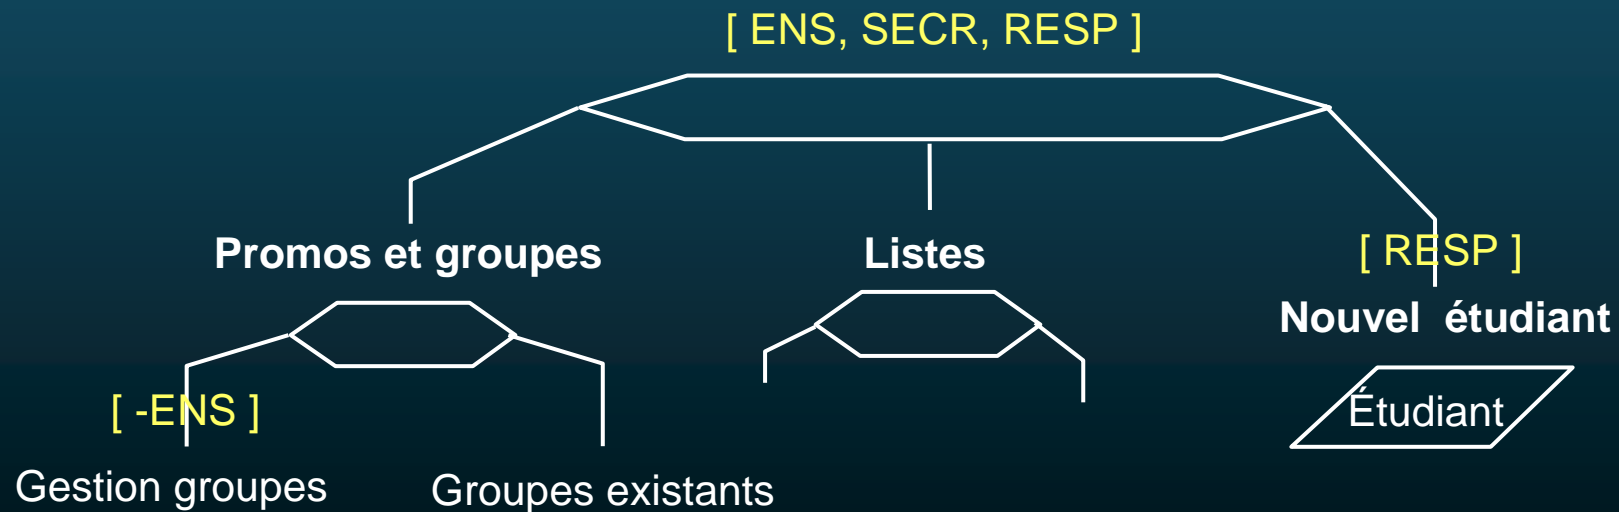 [ ENS, SECR, RESP ]
Promos et groupes
Listes
[ RESP ]
Nouvel étudiant
Étudiant
[ -ENS ]
Gestion groupes
Groupes existants